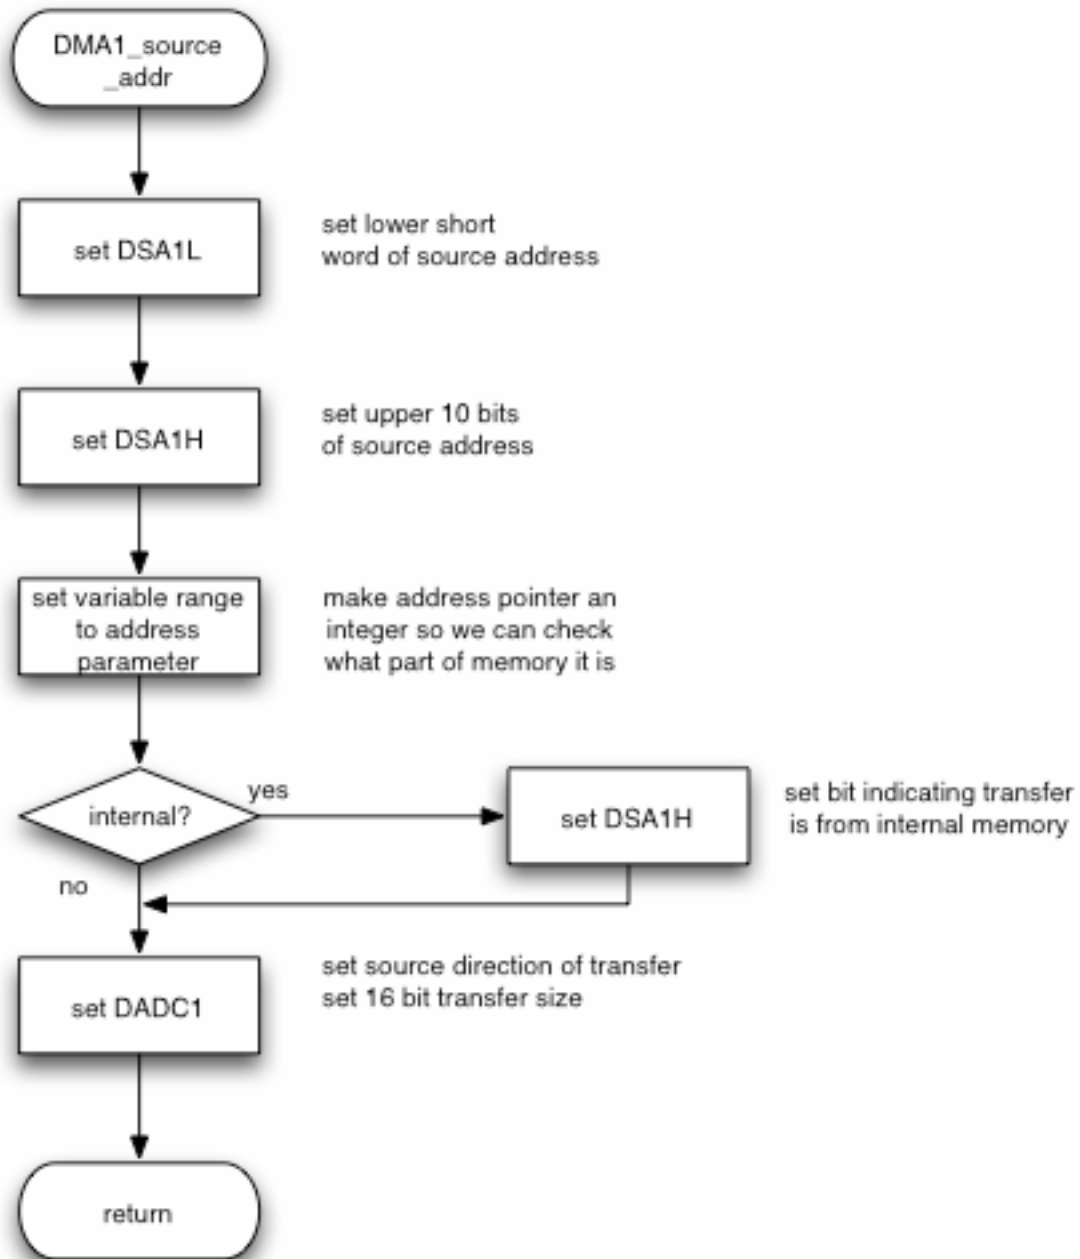 DMA1_source
_addr
set DSA1L
set lower short
word of source address
set DSA1H
set upper 10 bits
of source address
set variable range
to address
parameter
make address pointer an
integer so we can check
what part of memory it is
internal?
yes
set DSA1H
set bit indicating transfer
is from internal memory
no
set DADC1
set source direction of transfer
set 16 bit transfer size
return